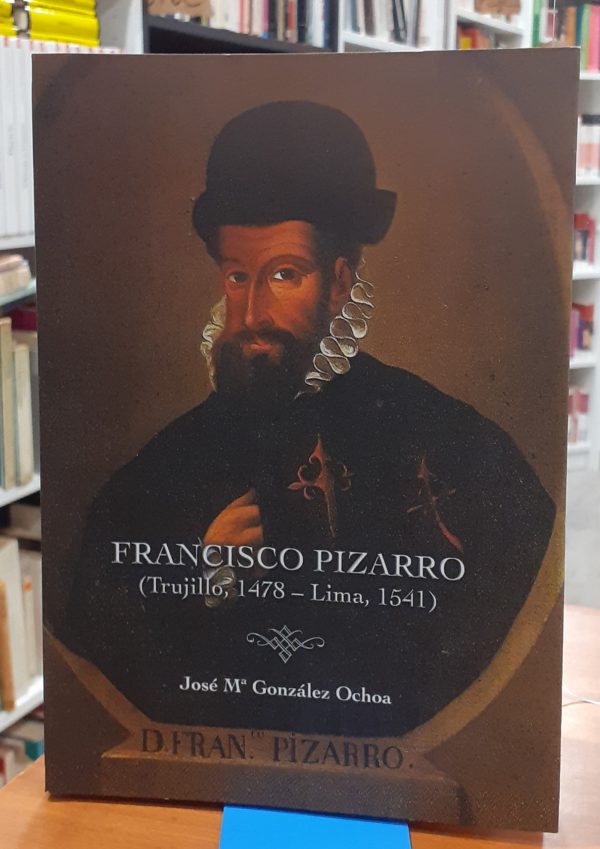 FRANCISCO PIZARRO
(Trujillo, 1478 – Lima, 1541)
José Mª González Ochoa
D. FRAN.co PIZARRO.